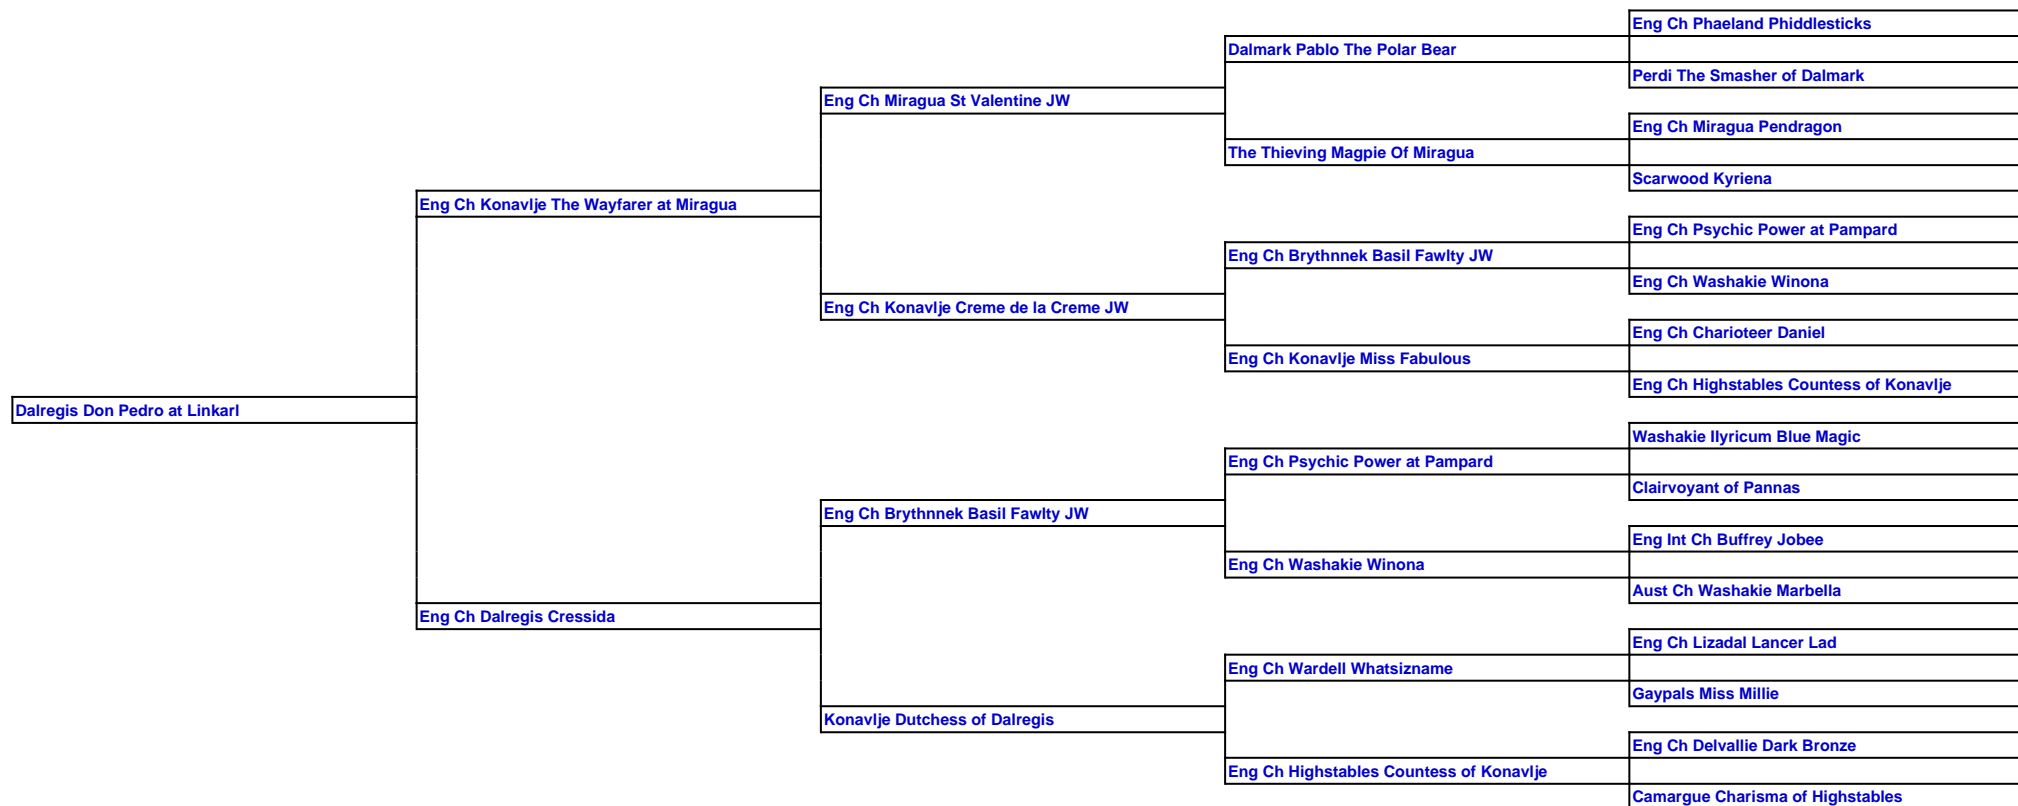 Eng Ch Phaeland Phiddlesticks
Dalmark Pablo The Polar Bear
Perdi The Smasher of Dalmark
Eng Ch Miragua St Valentine JW
Eng Ch Miragua Pendragon
The Thieving Magpie Of Miragua
Scarwood Kyriena
Eng Ch Konavlje The Wayfarer at Miragua
Eng Ch Psychic Power at Pampard
Eng Ch Brythnnek Basil Fawlty JW
Eng Ch Washakie Winona
Eng Ch Konavlje Creme de la Creme JW
Eng Ch Charioteer Daniel
Eng Ch Konavlje Miss Fabulous
Eng Ch Highstables Countess of Konavlje
Dalregis Don Pedro at Linkarl
Washakie Ilyricum Blue Magic
Eng Ch Psychic Power at Pampard
Clairvoyant of Pannas
Eng Ch Brythnnek Basil Fawlty JW
Eng Int Ch Buffrey Jobee
Eng Ch Washakie Winona
Aust Ch Washakie Marbella
Eng Ch Dalregis Cressida
Eng Ch Lizadal Lancer Lad
Eng Ch Wardell Whatsizname
Gaypals Miss Millie
Konavlje Dutchess of Dalregis
Eng Ch Delvallie Dark Bronze
Eng Ch Highstables Countess of Konavlje
Camargue Charisma of Highstables